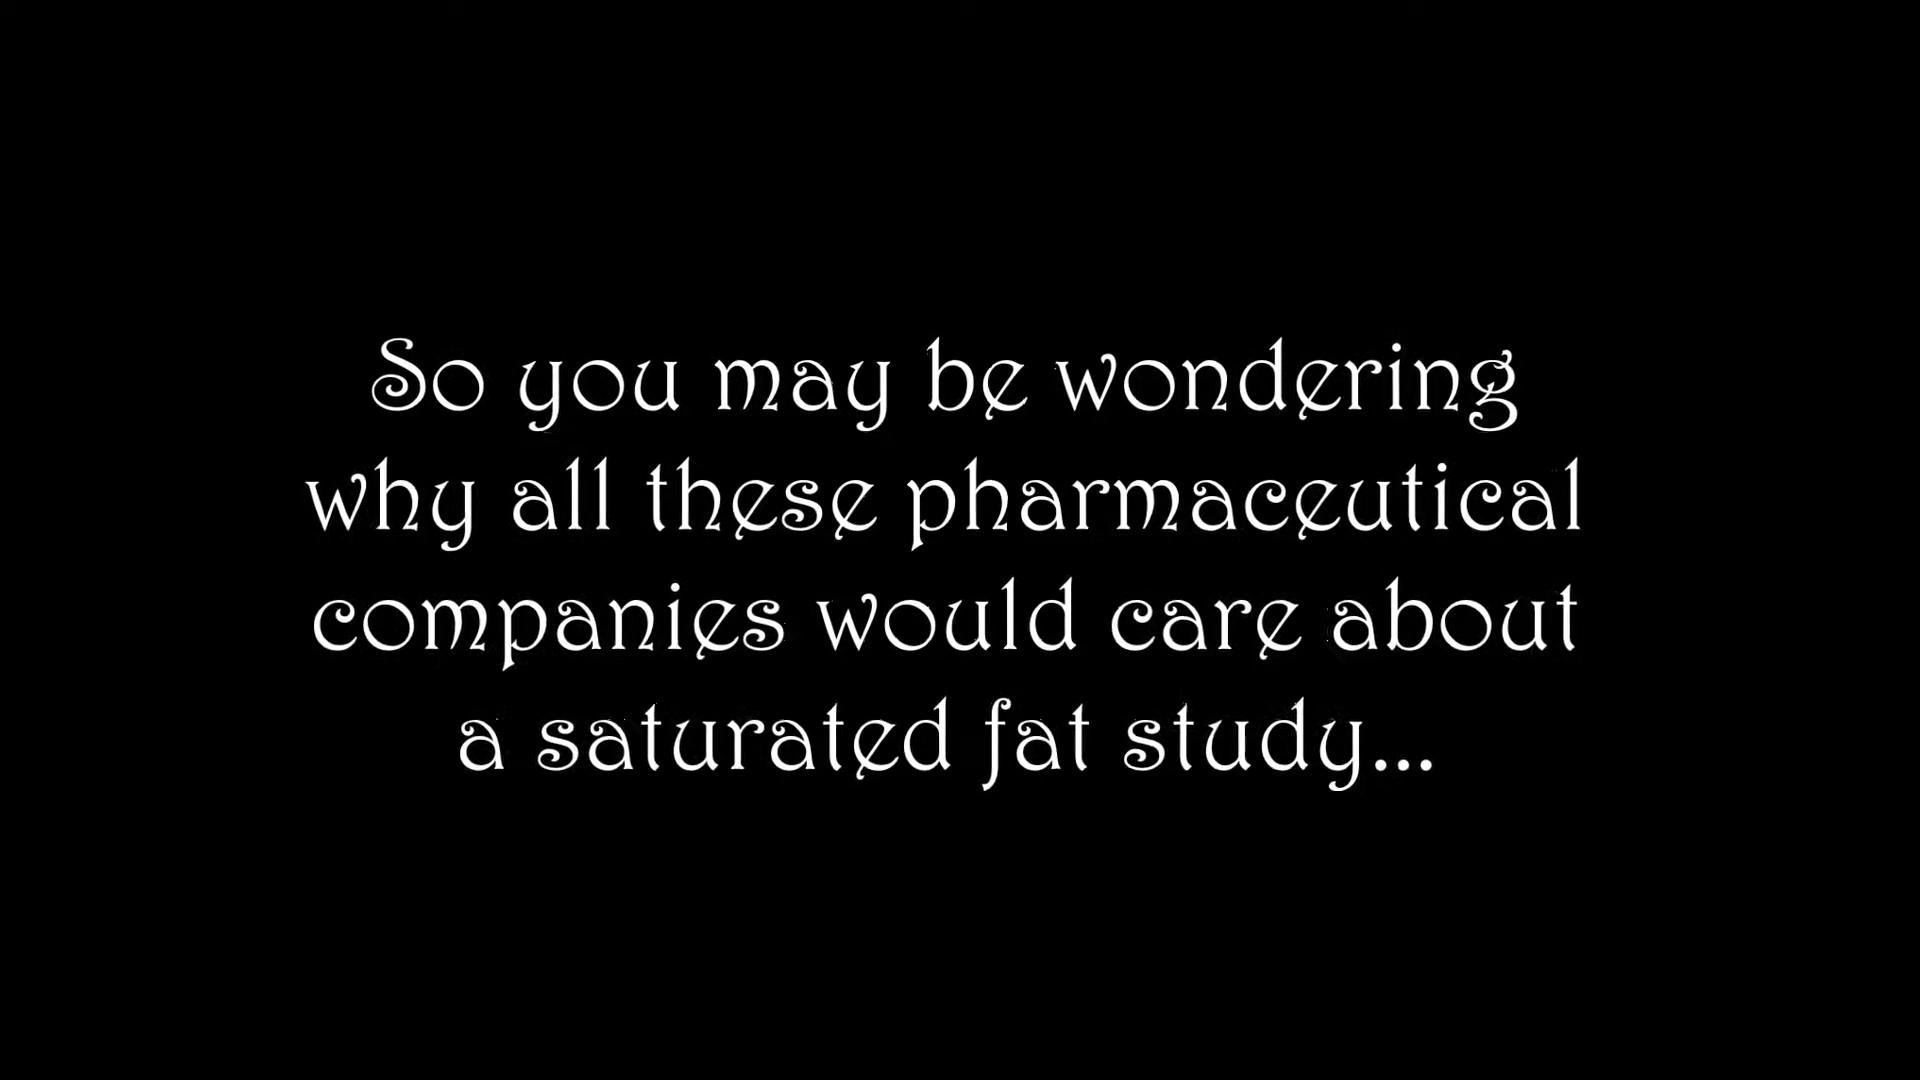 So you may be wondering
why all these pharmaceutical
companies would care about
a saturated fat study...